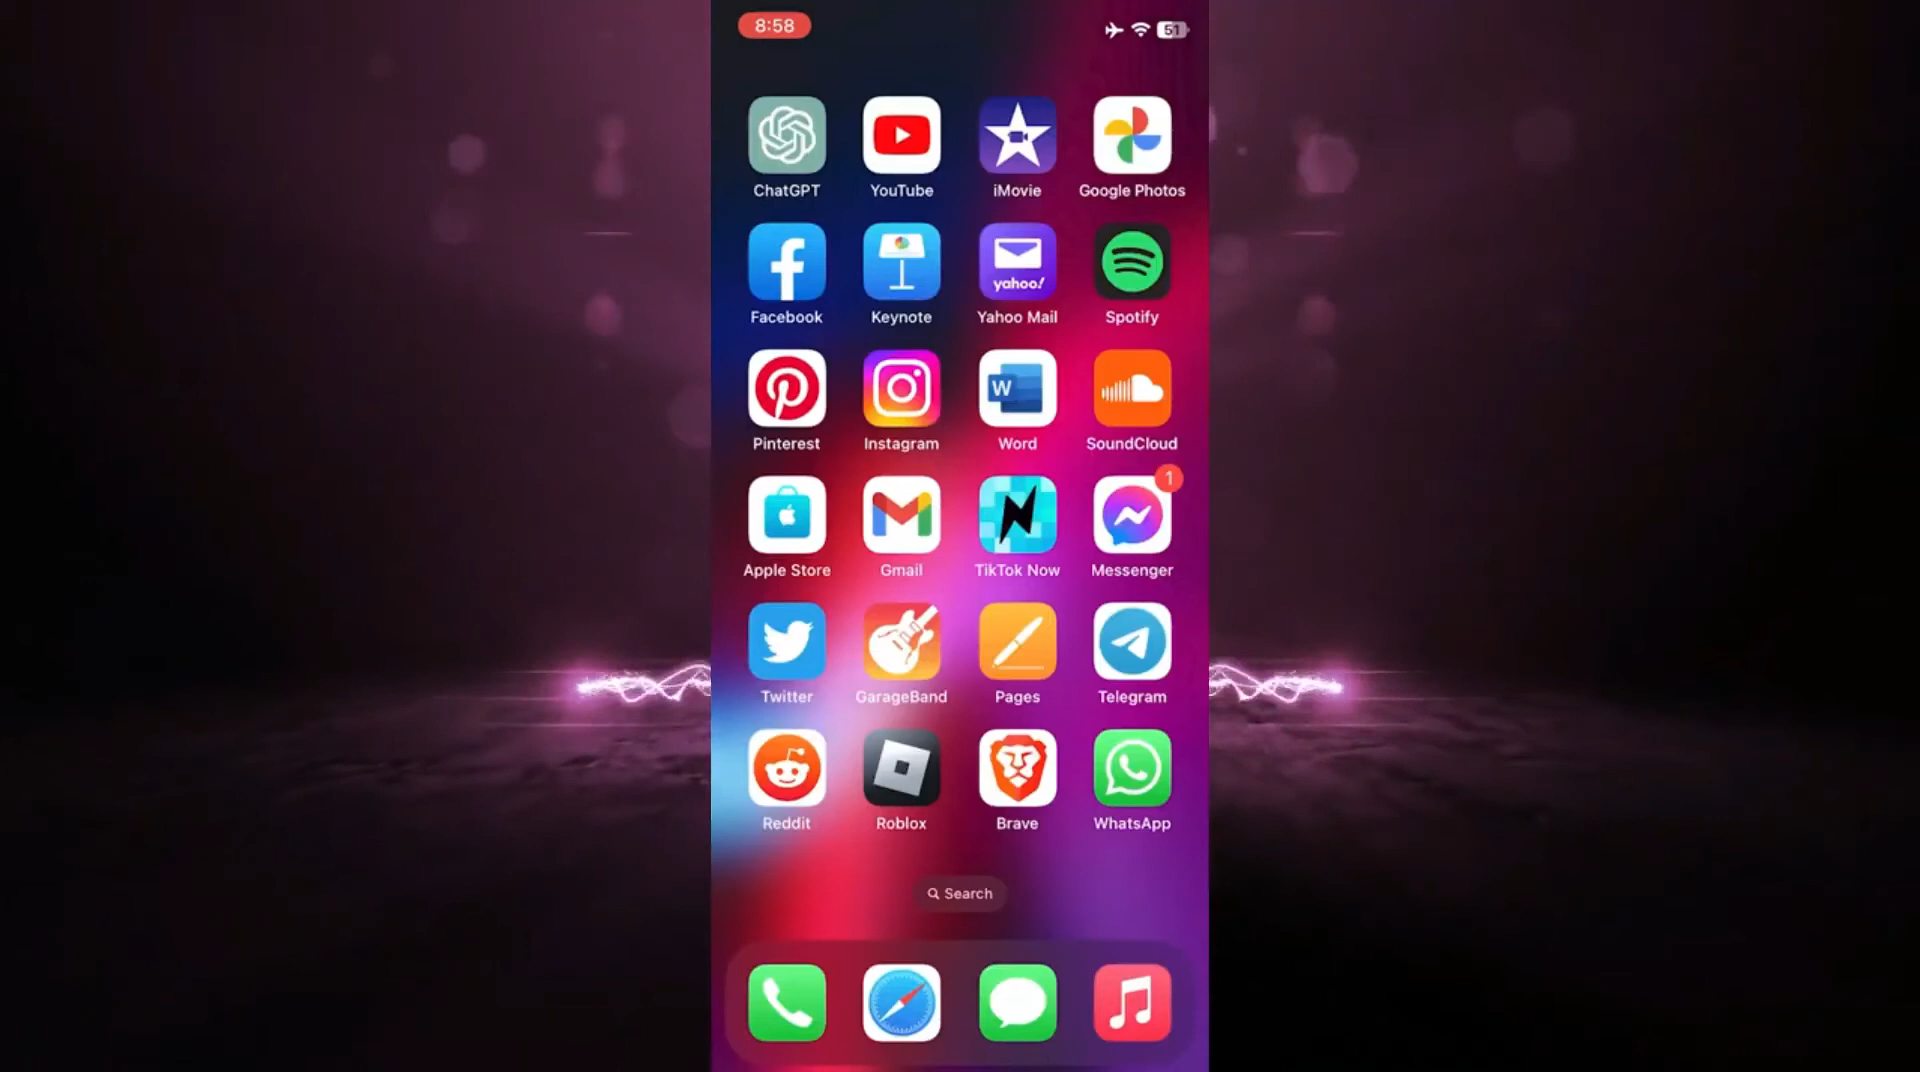 8:58
51
ChatGPT YouTube iMovie Google Photos
yahoo!
Facebook Keynote Yahoo Mail Spotify
W
Pinterest Instagram Word SoundCloud
1
Apple Store Gmail TikTok Now Messenger
Twitter GarageBand Pages Telegram
Reddit Roblox Brave WhatsApp
Search